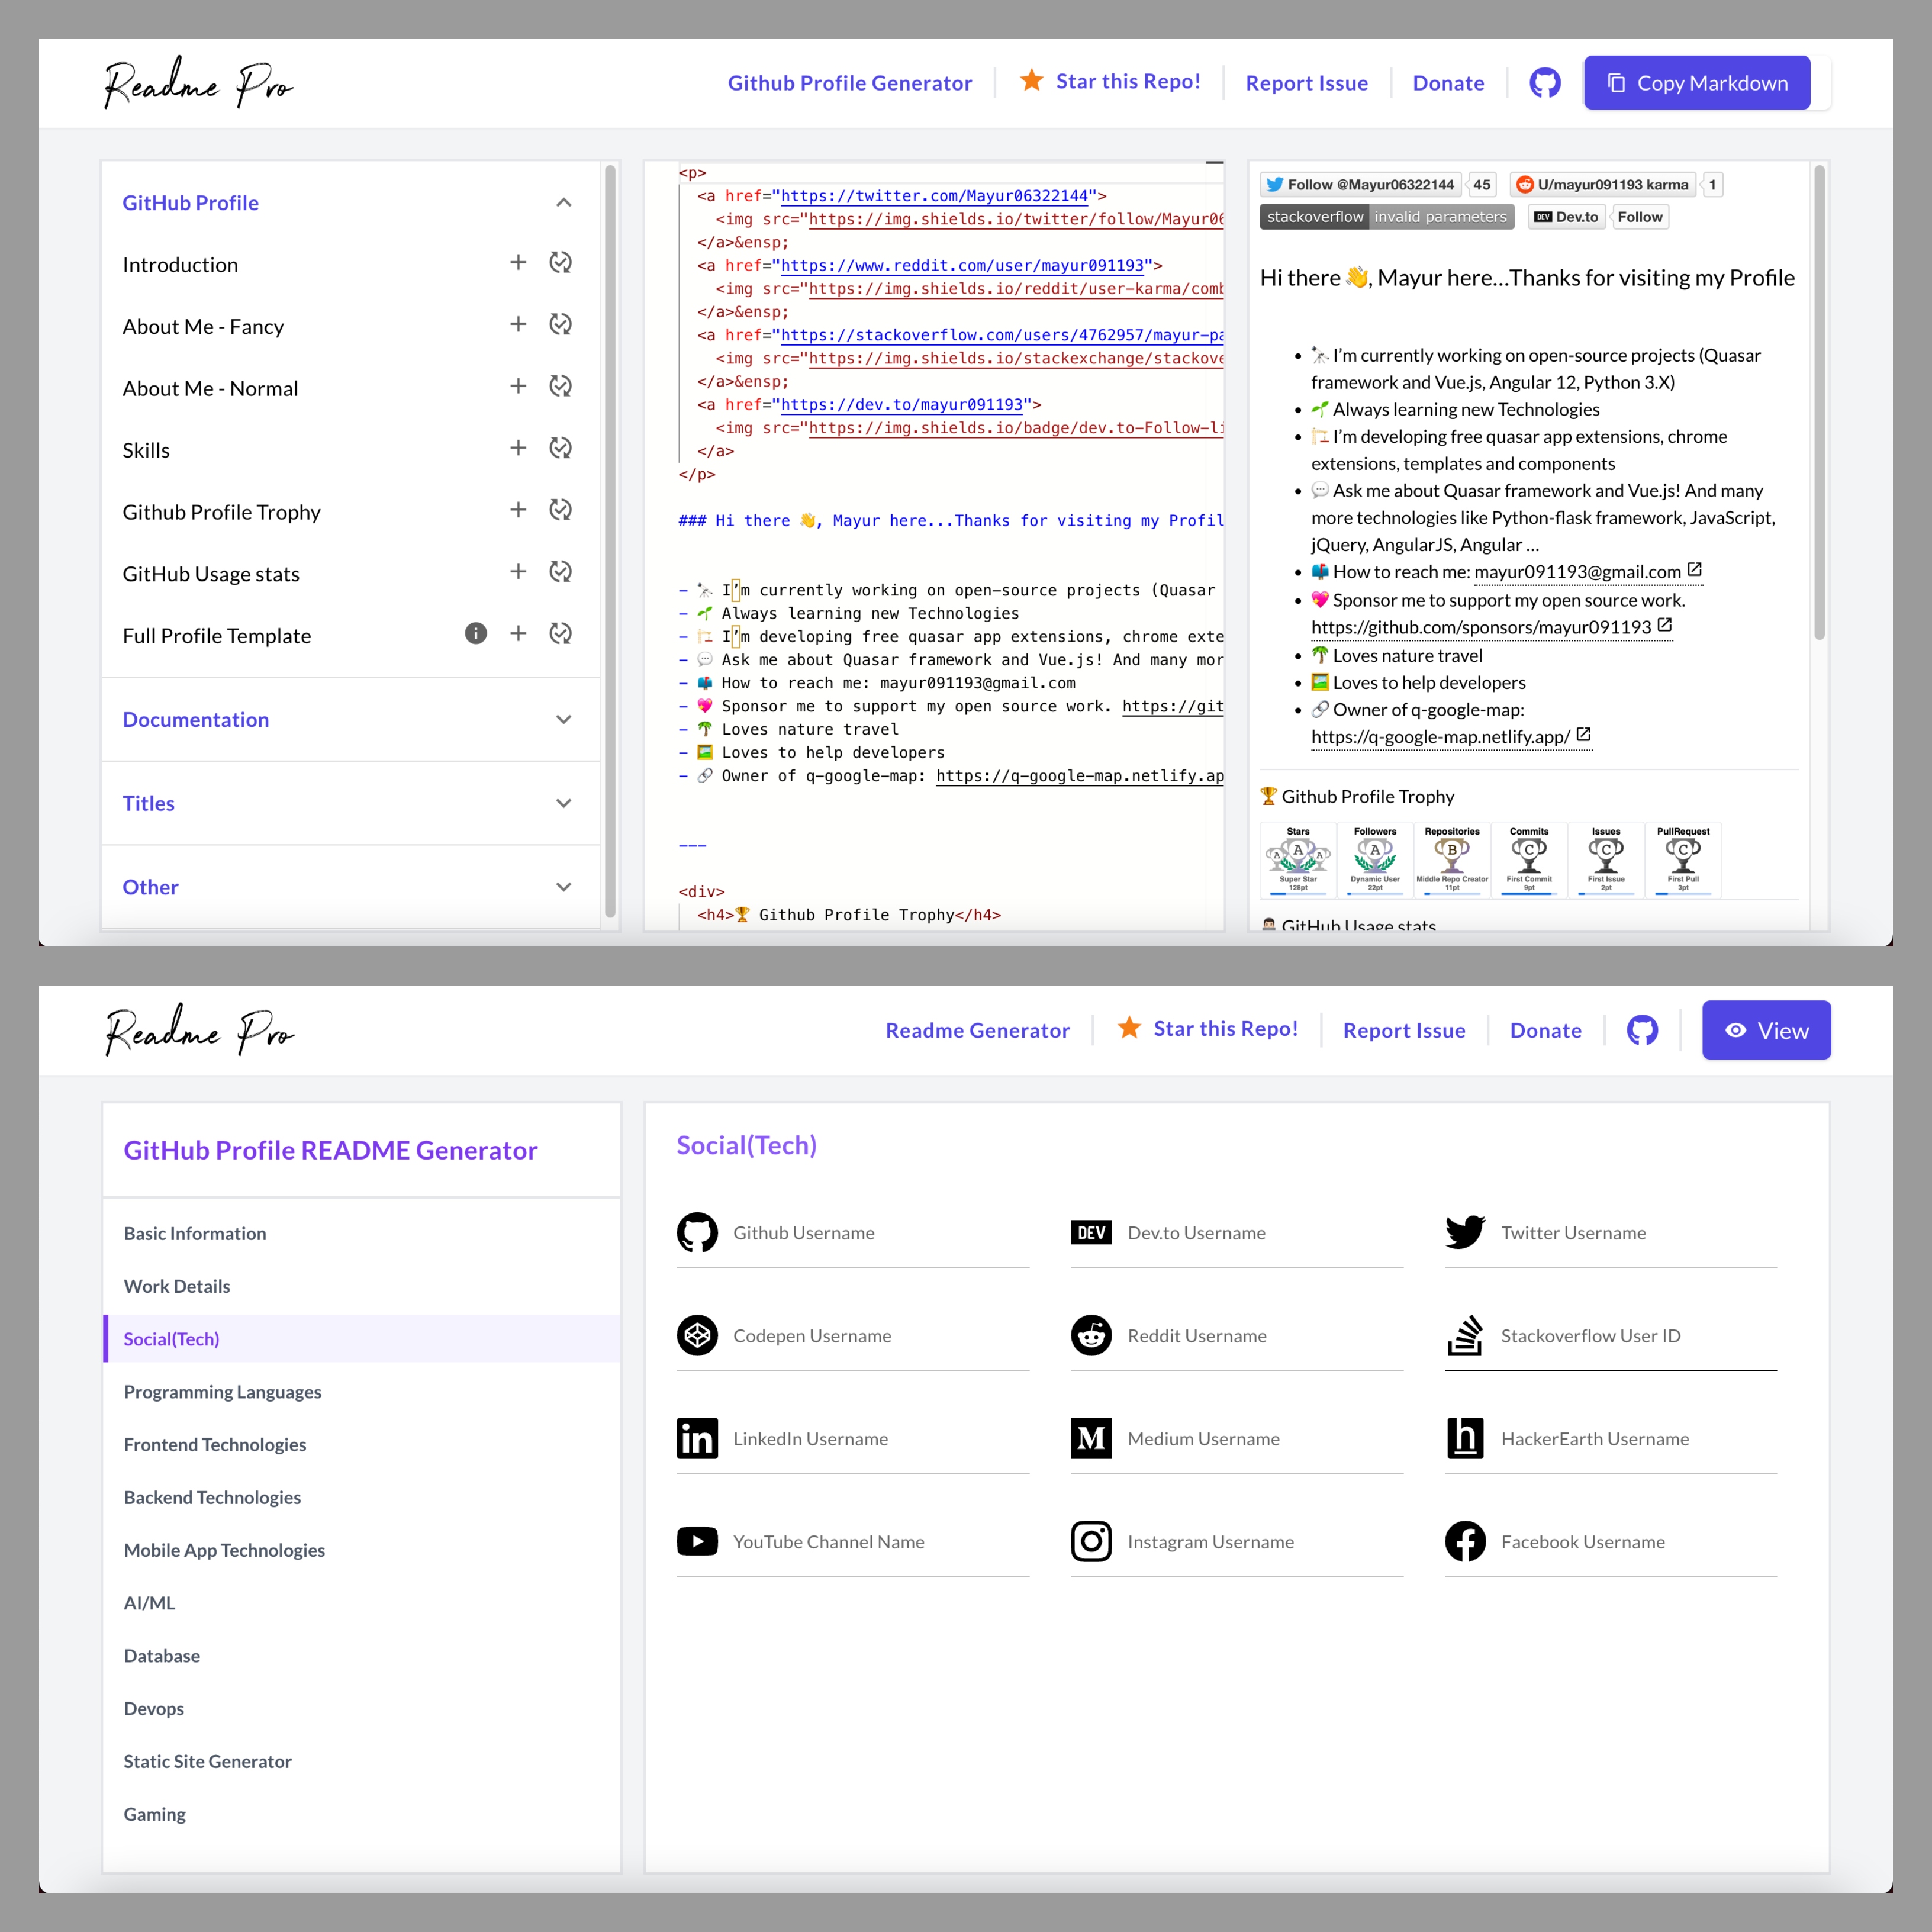 Readme Pro
Github Profile Generator
Star this Repo!
Report Issue
Donate
Copy Markdown
GitHub Profile
Introduction
About Me - Fancy
About Me - Normal
Skills
Github Profile Trophy
GitHub Usage stats
Full Profile Template
Documentation
Titles
Other
<p>
<a href="https://twitter.com/Mayur06322144">
<img src="https://img.shields.io/twitter/follow/Mayur06
</a>&ensp;
<a href="https://www.reddit.com/user/mayur091193">
<img src="https://img.shields.io/reddit/user-karma/comb
</a>&ensp;
<a href="https://stackoverflow.com/users/4762957/mayur-pa
<img src="https://img.shields.io/stackexchange/stackove
</a>&ensp;
<a href="https://dev.to/mayur091193">
<img src="https://img.shields.io/badge/dev.to-Follow-li
</a>
</p>
### Hi there 👋, Mayur here...Thanks for visiting my Profil
- 🔭 I’m currently working on open-source projects (Quasar
- 🌱 Always learning new Technologies
- 🏗️ I’m developing free quasar app extensions, chrome exte
- 💬 Ask me about Quasar framework and Vue.js! And many mor
- 📫 How to reach me: mayur091193@gmail.com
- 💖 Sponsor me to support my open source work. https://git
- 🌴 Loves nature travel
- 🖼️ Loves to help developers
- 🔗 Owner of q-google-map: https://q-google-map.netlify.ap
---
<div>
<h4>🏆 Github Profile Trophy</h4>
Follow @Mayur06322144 45 U/mayur091193 karma 1
stackoverflow invalid parameters DEV Dev.to Follow
Hi there 👋, Mayur here...Thanks for visiting my Profile
• 🔭 I’m currently working on open-source projects (Quasar
framework and Vue.js, Angular 12, Python 3.X)
• 🌱 Always learning new Technologies
• 🏗️ I’m developing free quasar app extensions, chrome
extensions, templates and components
• 💬 Ask me about Quasar framework and Vue.js! And many
more technologies like Python-flask framework, JavaScript,
jQuery, AngularJS, Angular ...
• 📫 How to reach me: mayur091193@gmail.com
• 💖 Sponsor me to support my open source work.
https://github.com/sponsors/mayur091193
• 🌴 Loves nature travel
• 🖼️ Loves to help developers
• 🔗 Owner of q-google-map:
https://q-google-map.netlify.app/
🏆 Github Profile Trophy
Stars Followers Repositories Commits Issues PullRequest
A A A A B C C C
Super Star Dynamic User Middle Repo Creator First Commit First Issue First Pull
128pt 22pt 11pt 9pt 2pt 3pt
GitHub Usage stats
Readme Pro
Readme Generator
Star this Repo!
Report Issue
Donate
View
GitHub Profile README Generator
Basic Information
Work Details
Social(Tech)
Programming Languages
Frontend Technologies
Backend Technologies
Mobile App Technologies
AI/ML
Database
Devops
Static Site Generator
Gaming
Social(Tech)
Github Username
DEV Dev.to Username
Twitter Username
Codepen Username
Reddit Username
Stackoverflow User ID
in LinkedIn Username
M Medium Username
h HackerEarth Username
YouTube Channel Name
Instagram Username
Facebook Username